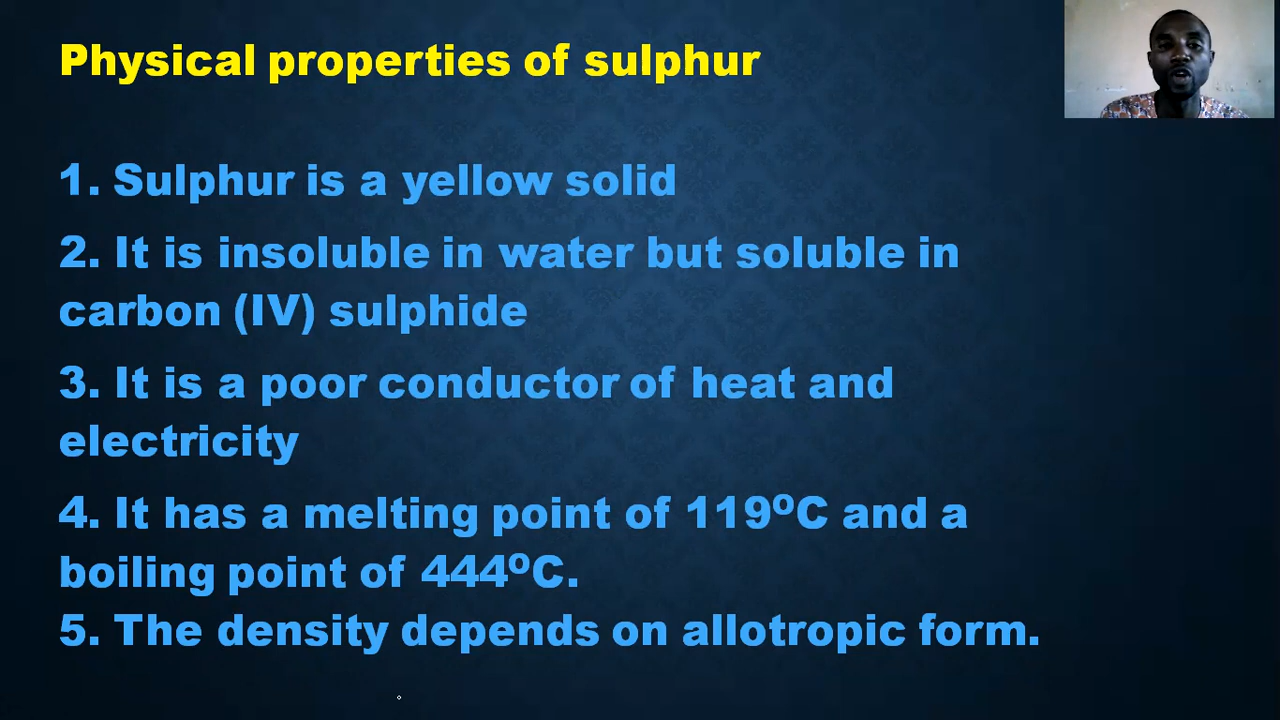 Physical properties of sulphur
1. Sulphur is a yellow solid
2. It is insoluble in water but soluble in
carbon (IV) sulphide
3. It is a poor conductor of heat and
electricity
4. It has a melting point of 119ºC and a
boiling point of 444ºC.
5. The density depends on allotropic form.